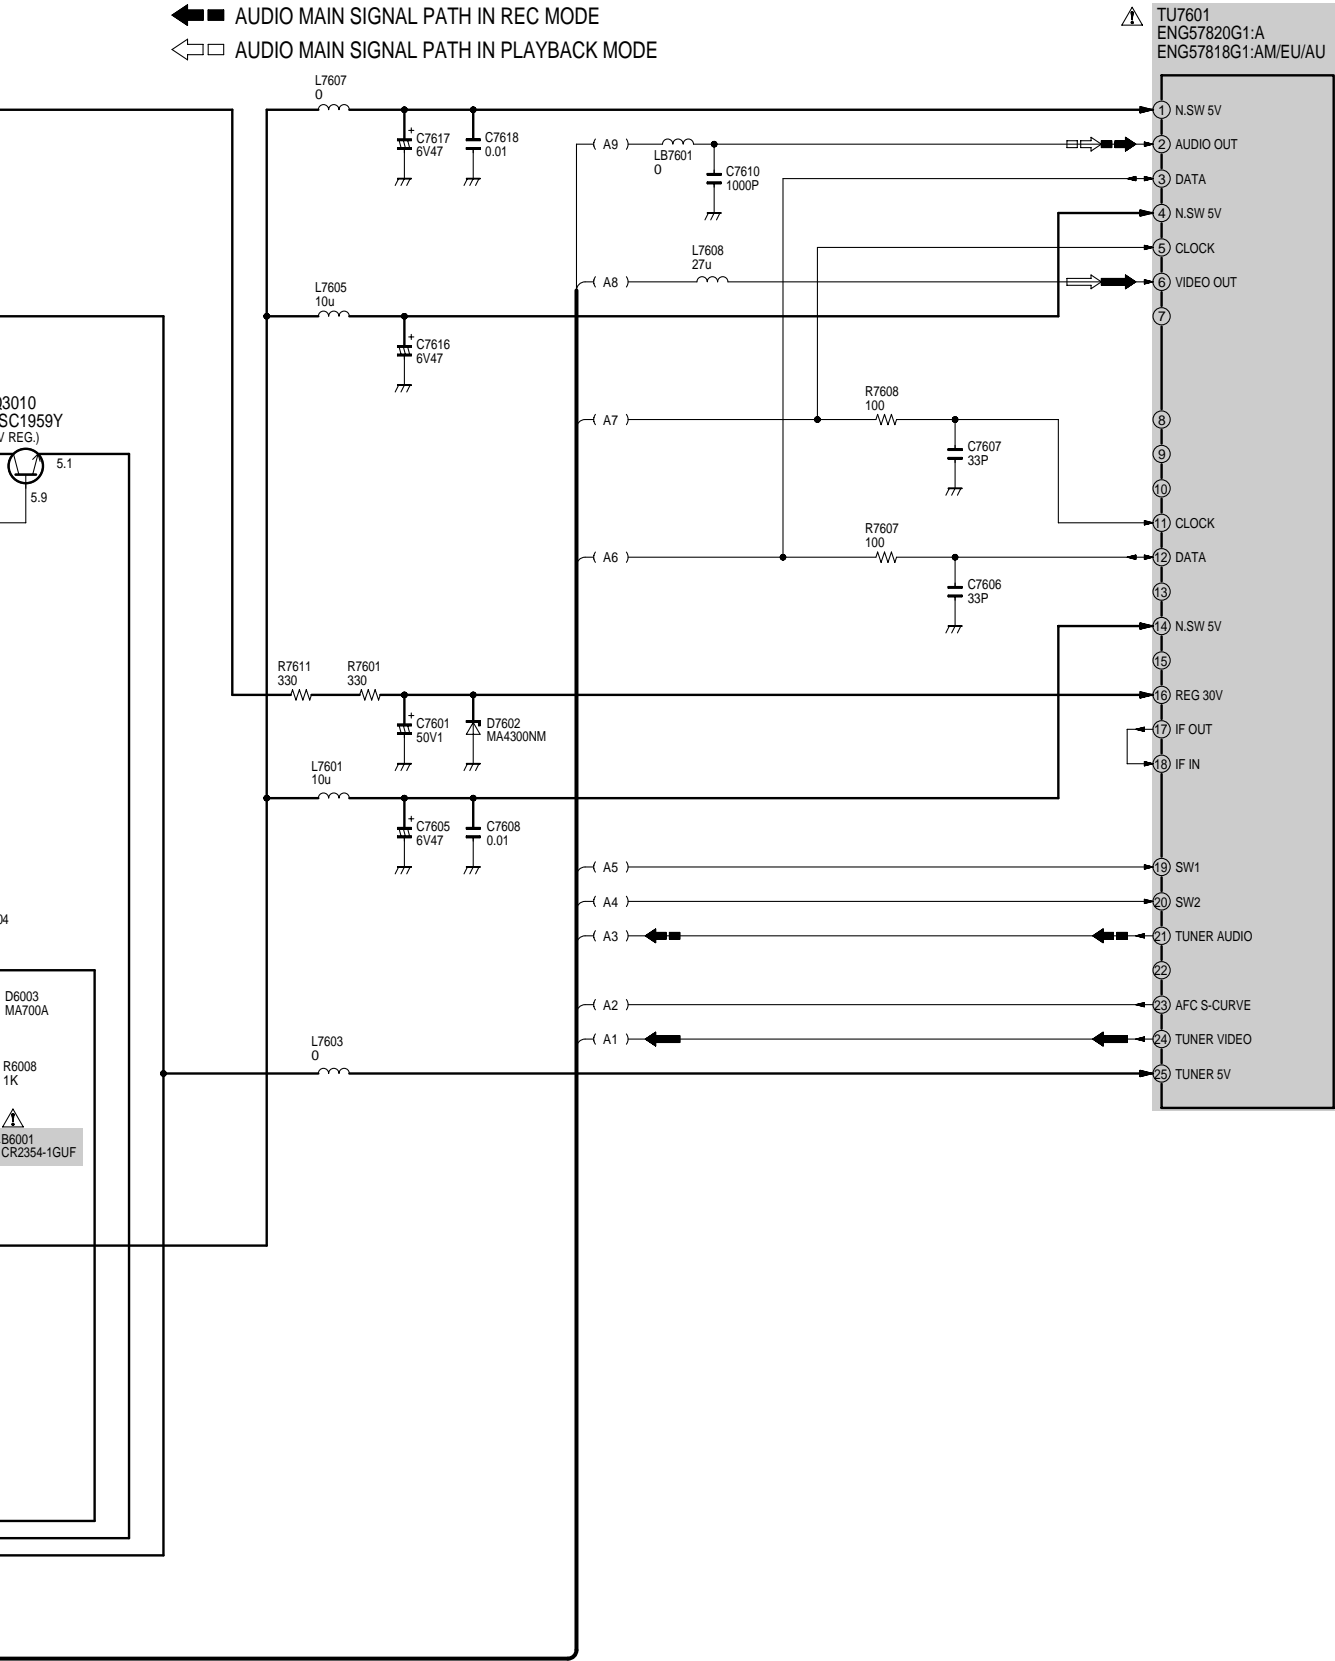 AUDIO MAIN SIGNAL PATH IN REC MODE
AUDIO MAIN SIGNAL PATH IN PLAYBACK MODE
TU7601
ENG57820G1:A
ENG57818G1:AM/EU/AU
L7607
0
C7617
6V47
C7618
0.01
A9
LB7601
0
C7610
1000P
1 N.SW 5V
2 AUDIO OUT
3 DATA
4 N.SW 5V
L7608
27u
5 CLOCK
A8
6 VIDEO OUT
L7605
10u
7
C7616
6V47
Q3010
SC1959Y
V REG.)
5.1
5.9
A7
R7608
100
C7607
33P
8
9
10
11 CLOCK
A6
R7607
100
C7606
33P
12 DATA
13
14 N.SW 5V
15
R7611
330
R7601
330
C7601
50V1
D7602
MA4300NM
16 REG 30V
17 IF OUT
18 IF IN
L7601
10u
C7605
6V47
C7608
0.01
A5
19 SW1
A4
20 SW2
04
A3
21 TUNER AUDIO
22
D6003
MA700A
A2
23 AFC S-CURVE
A1
24 TUNER VIDEO
L7603
0
25 TUNER 5V
R6008
1K
B6001
CR2354-1GUF